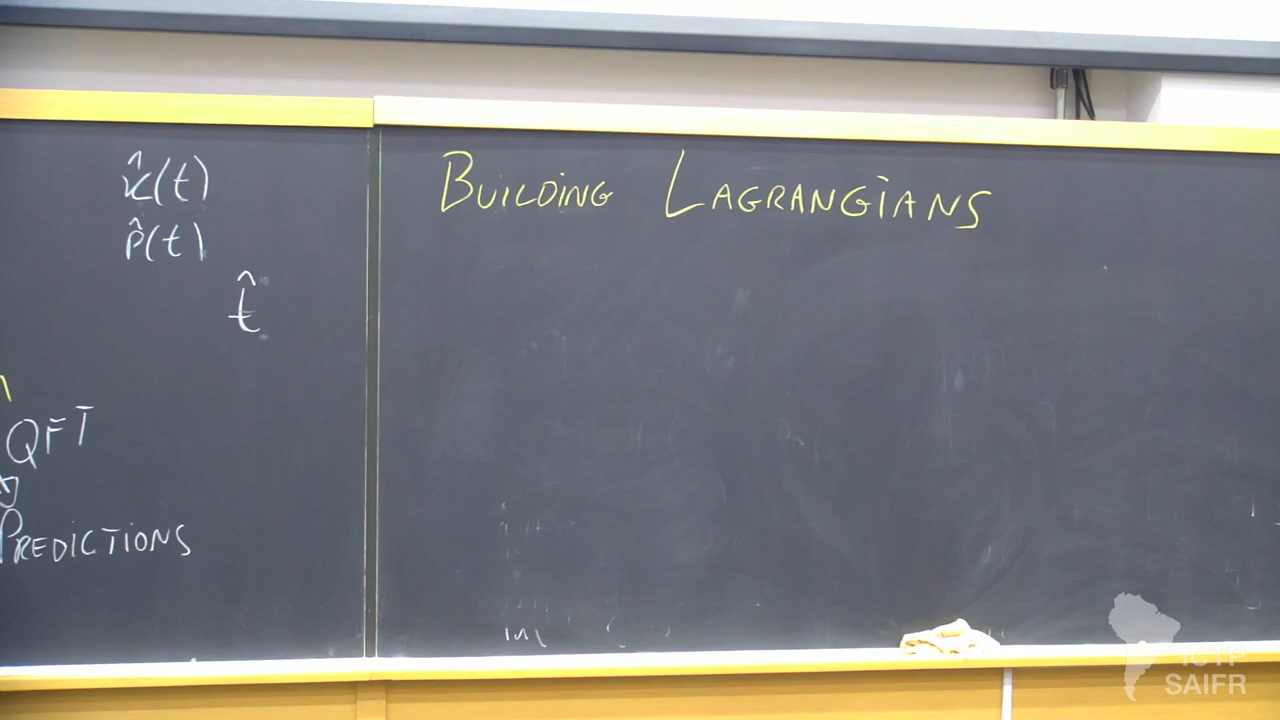 x̂(t)
p̂(t)
t̂
QFT
PREDICTIONS
BUILDING LAGRANGIANS
ICTP
SAIFR